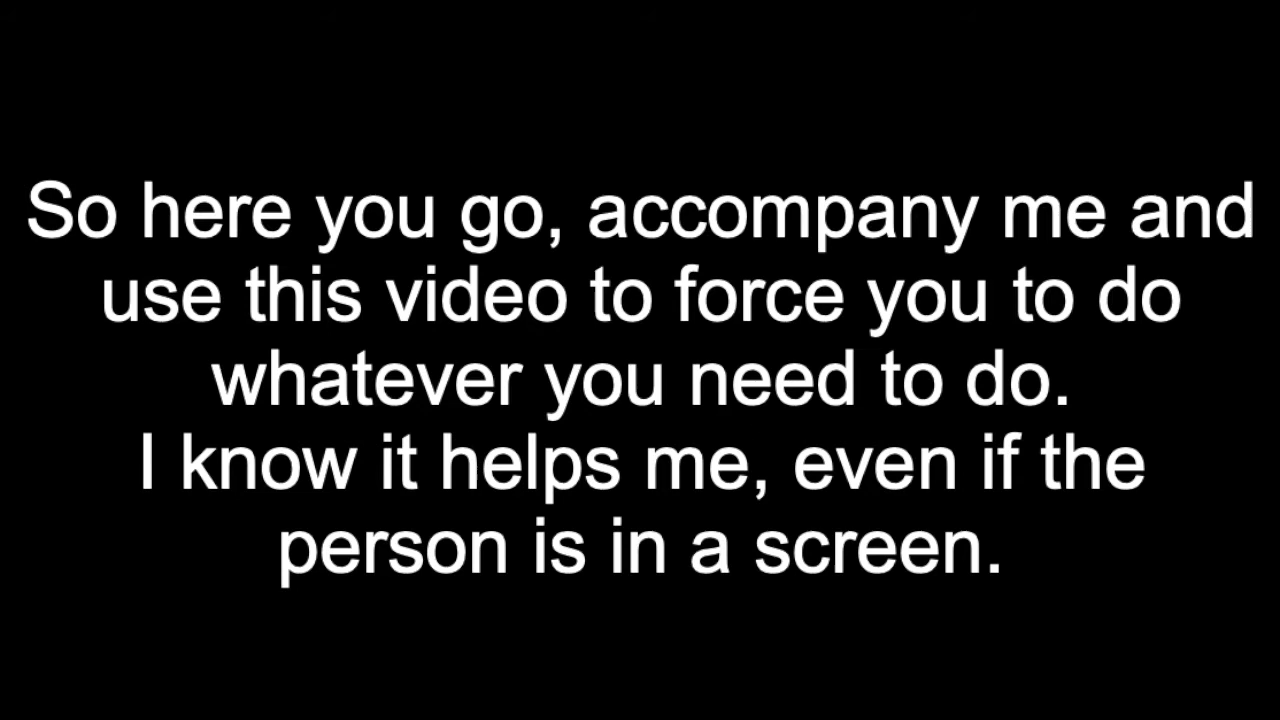 So here you go, accompany me and
use this video to force you to do
whatever you need to do.
I know it helps me, even if the
person is in a screen.